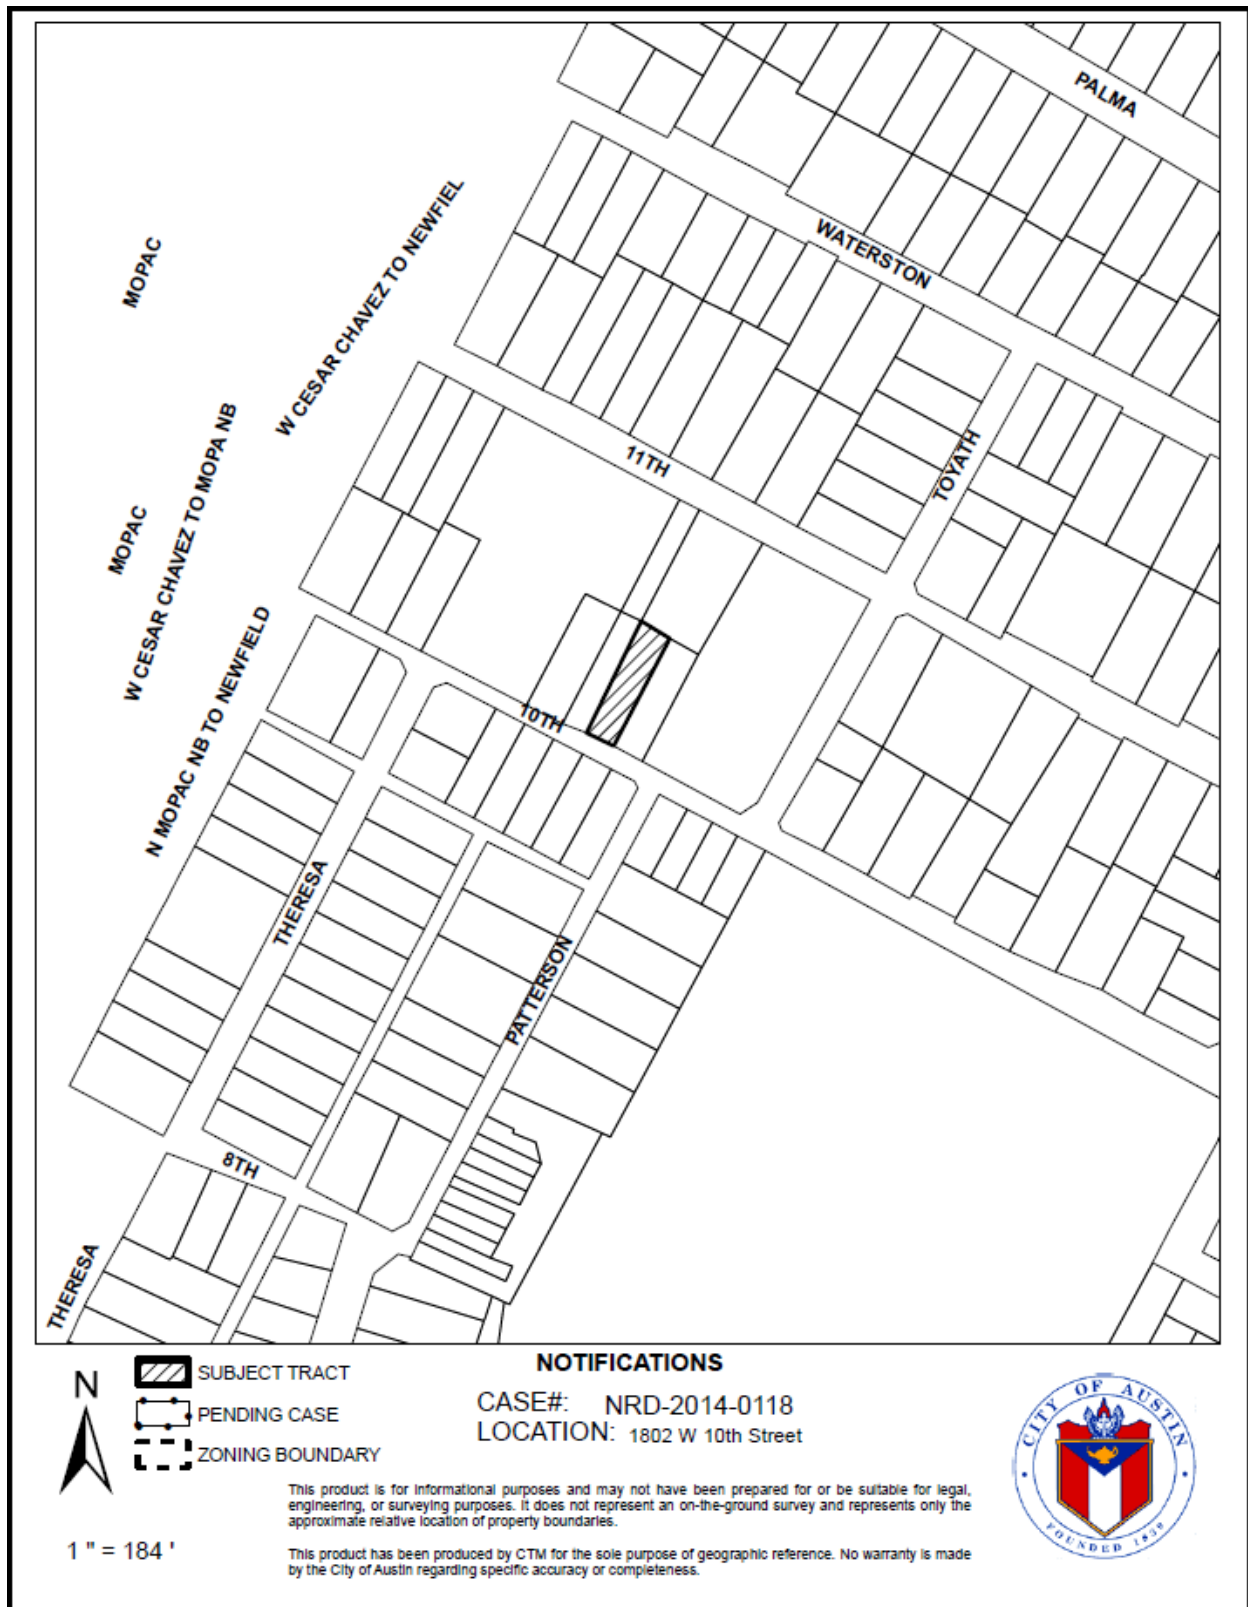 PALMA
WATERSTON
MOPAC
W CESAR CHAVEZ TO NEWFIEL
11TH
TOYATH
W CESAR CHAVEZ TO MOPA NB
MOPAC
N MOPAC NB TO NEWFIELD
10TH
THERESA
PATTERSON
8TH
THERESA
N
SUBJECT TRACT
PENDING CASE
ZONING BOUNDARY
1 " = 184 '
NOTIFICATIONS
CASE#: NRD-2014-0118
LOCATION: 1802 W 10th Street
This product is for informational purposes and may not have been prepared for or be suitable for legal,
engineering, or surveying purposes. It does not represent an on-the-ground survey and represents only the
approximate relative location of property boundaries.
This product has been produced by CTM for the sole purpose of geographic reference. No warranty is made
by the City of Austin regarding specific accuracy or completeness.
CITY OF AUSTIN
FOUNDED 1839